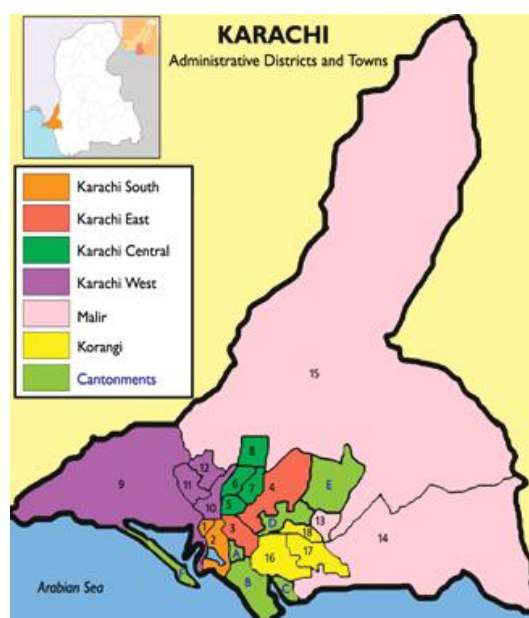 KARACHI
Administrative Districts and Towns
Karachi South
Karachi East
Karachi Central
Karachi West
Malir
Korangi
Cantonments
15
8
12
6
4
E
9
11
7
10
5
D
13
1
3
18
14
2
A
17
16
F
B
C
Arabian Sea